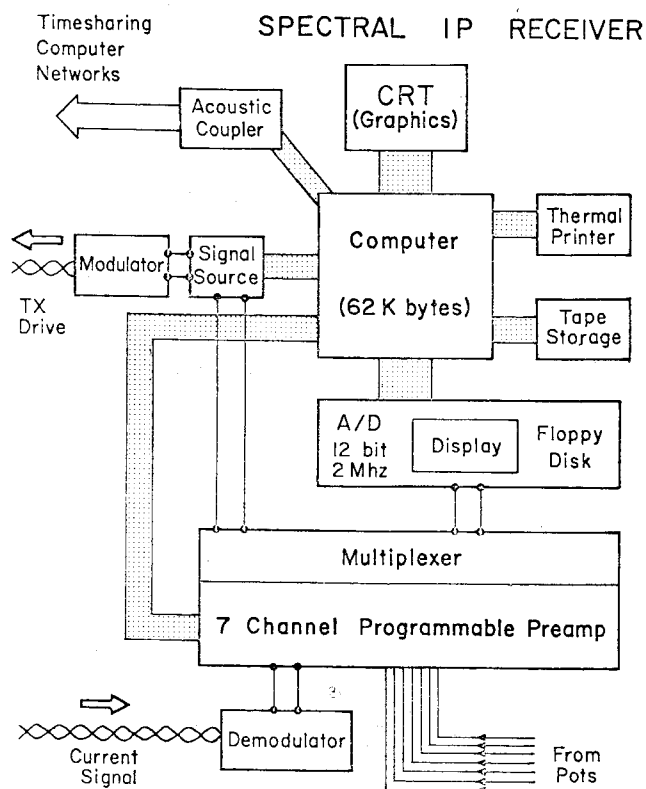 Timesharing
Computer
Networks
SPECTRAL IP RECEIVER
Acoustic
Coupler
CRT
(Graphics)
Computer
(62 K bytes)
Thermal
Printer
Modulator
Signal
Source
TX
Drive
Tape
Storage
A/D
12 bit
2 Mhz
Display
Floppy
Disk
Multiplexer
7 Channel Programmable Preamp
Demodulator
Current
Signal
From
Pots